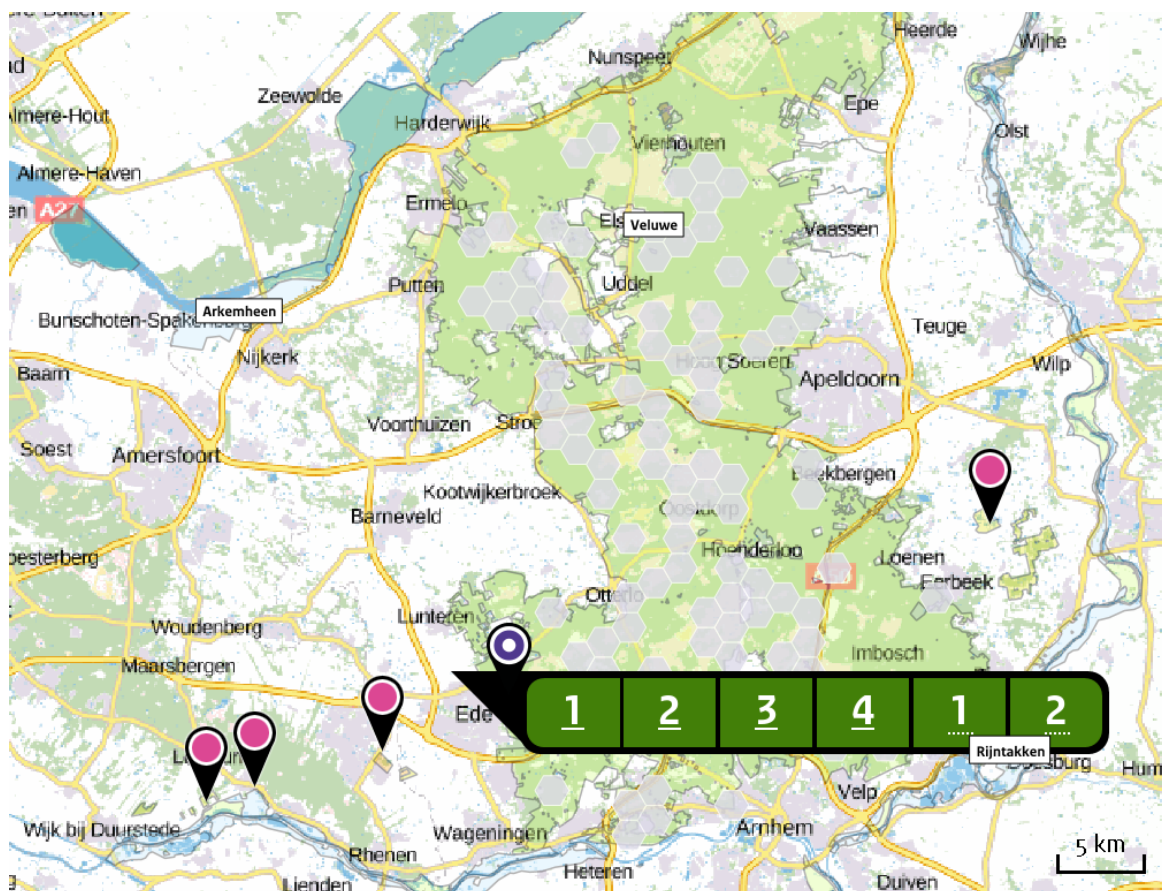 Heerde
Wijhe
Nunspeet
Zeewolde
Epe
Almere-Hout
Harderwijk
Olst
Vierhouten
Almere-Haven
Ermelo
A27
Veluwe
Vaassen
Putten
Uddel
Arkemheen
Bunschoten-Spakenburg
Teuge
Nijkerk
Hoog Soeren
Wilp
Baarn
Apeldoorn
Voorthuizen
Stroe
Soest
Amersfoort
Beekbergen
Kootwijkerbroek
Barneveld
Hoenderloo
Loenen
Eerbeek
Otterlo
Lunteren
Woudenberg
Imbosch
Maarsbergen
Ede
1 2 3 4 1 2
Rijntakken
Doesburg
Velp
Wijk bij Duurstede
Wageningen
Arnhem
5 km
Rhenen
Heteren
Lienden
Duiven